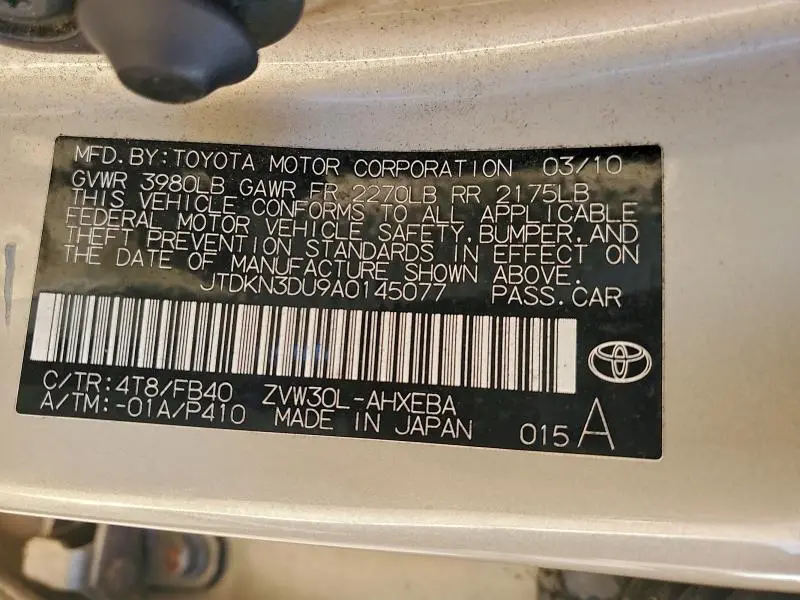 MFD. BY: TOYOTA MOTOR CORPORATION 03/10
GVWR 3980LB GAWR FR 2270LB RR 2175LB
THIS VEHICLE CONFORMS TO ALL APPLICABLE
FEDERAL MOTOR VEHICLE SAFETY, BUMPER, AND
THEFT PREVENTION STANDARDS IN EFFECT ON
THE DATE OF MANUFACTURE SHOWN ABOVE.
JTDKN3DU9A0145077 PASS. CAR
C/TR: 4T8/FB40 ZVW30L-AHXEBA
A/TM: -01A/P410 MADE IN JAPAN 015 A